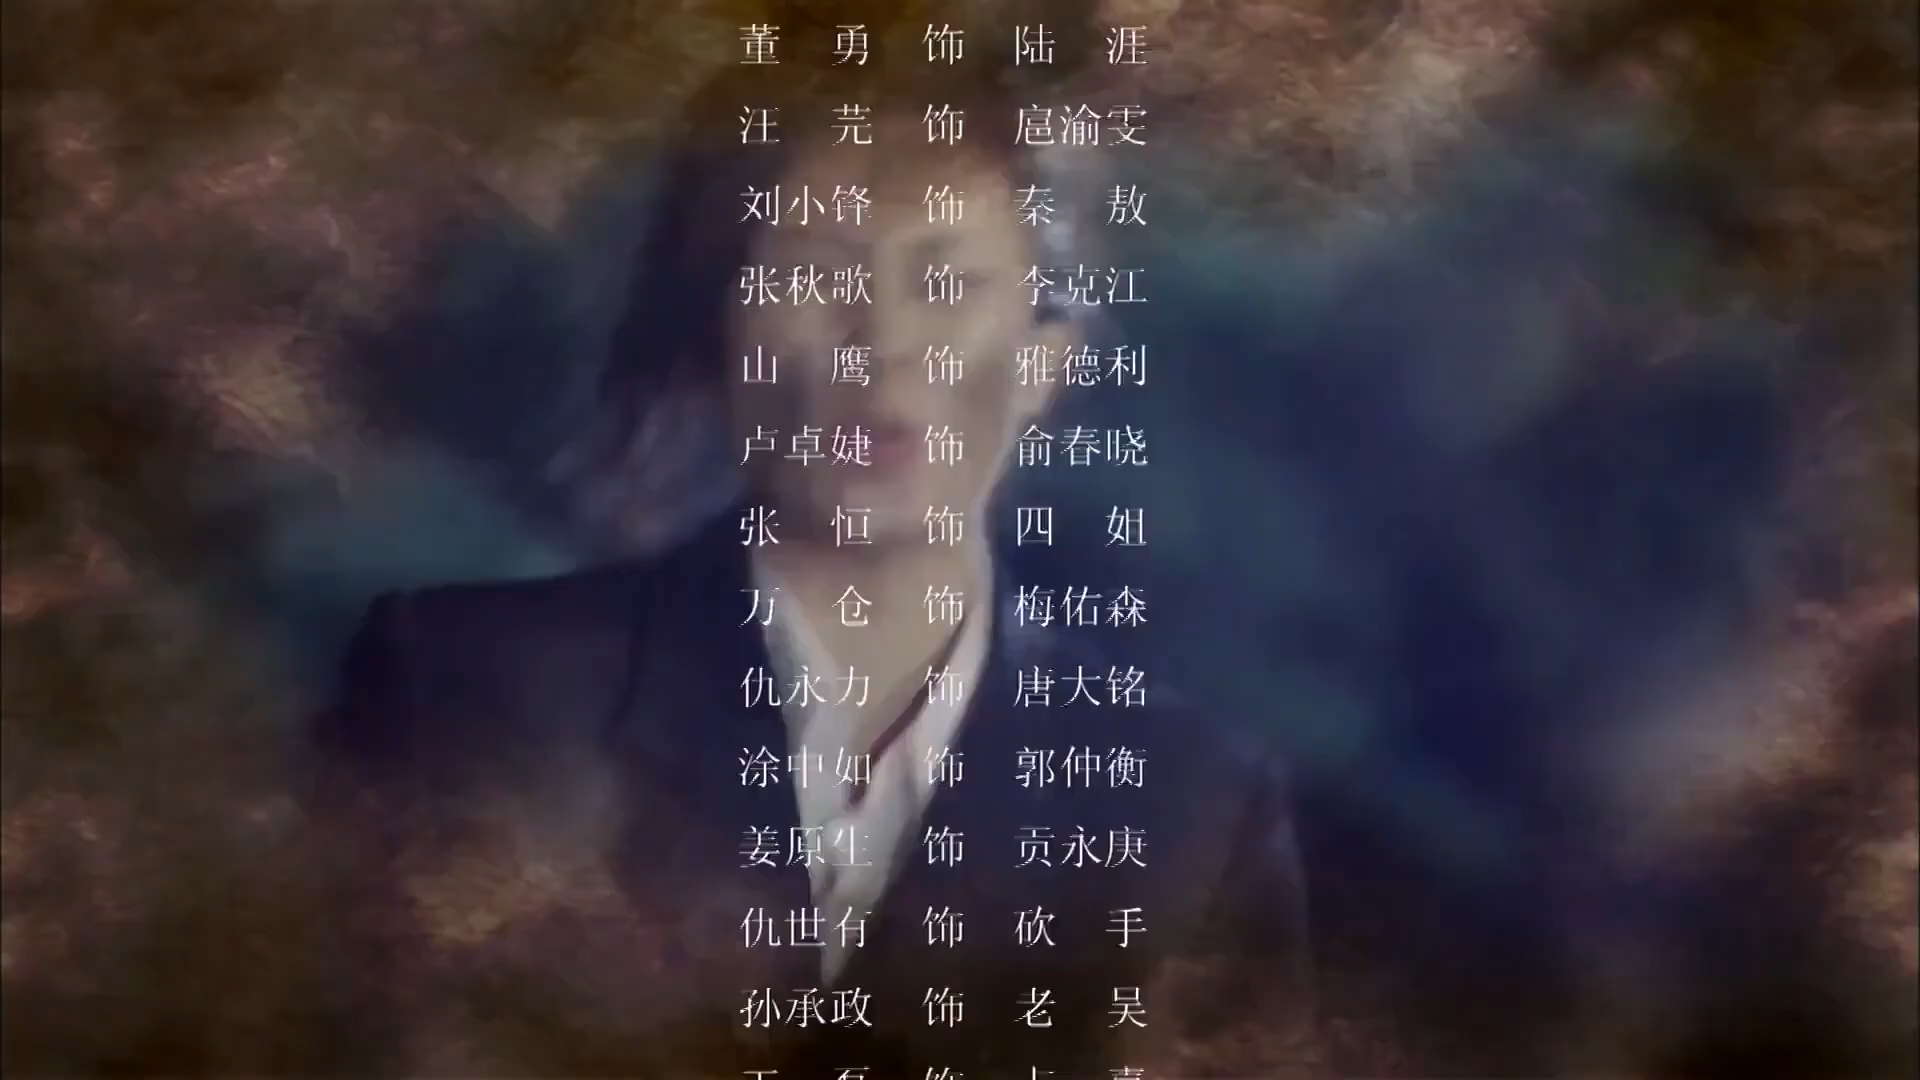 董 勇 饰 陆 涯
汪 芫 饰 扈渝雯
刘小锋 饰 秦 敖
张秋歌 饰 李克江
山 鹰 饰 雅德利
卢卓婕 饰 俞春晓
张 恒 饰 四 姐
万 仓 饰 梅佑森
仇永力 饰 唐大铭
涂中如 饰 郭仲衡
姜原生 饰 贡永庚
仇世有 饰 砍 手
孙承政 饰 老 吴